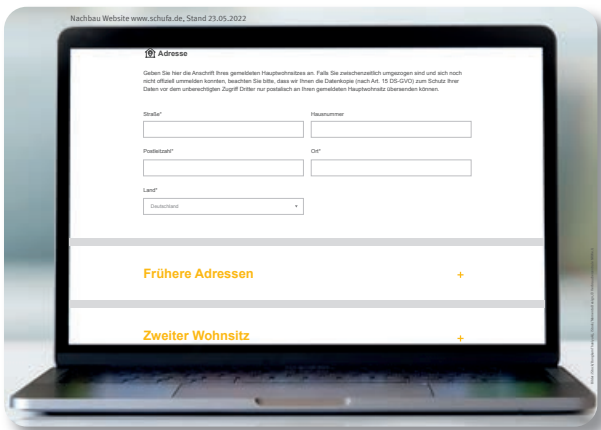 Nachbau Website www.schufa.de, Stand 23.05.2022
Adresse
Geben Sie hier die Anschrift Ihres gemeldeten Hauptwohnsitzes an. Falls Sie zwischenzeitlich umgezogen sind und sich noch
nicht offiziell ummelden konnten, beachten Sie bitte, dass wir Ihnen die Datenkopie (nach Art. 15 DS-GVO) zum Schutz Ihrer
Daten vor dem unberechtigten Zugriff Dritter nur postalisch an Ihren gemeldeten Hauptwohnsitz übersenden können.
Straße* Hausnummer
Postleitzahl* Ort*
Land*
Deutschland
Frühere Adressen +
Zweiter Wohnsitz +